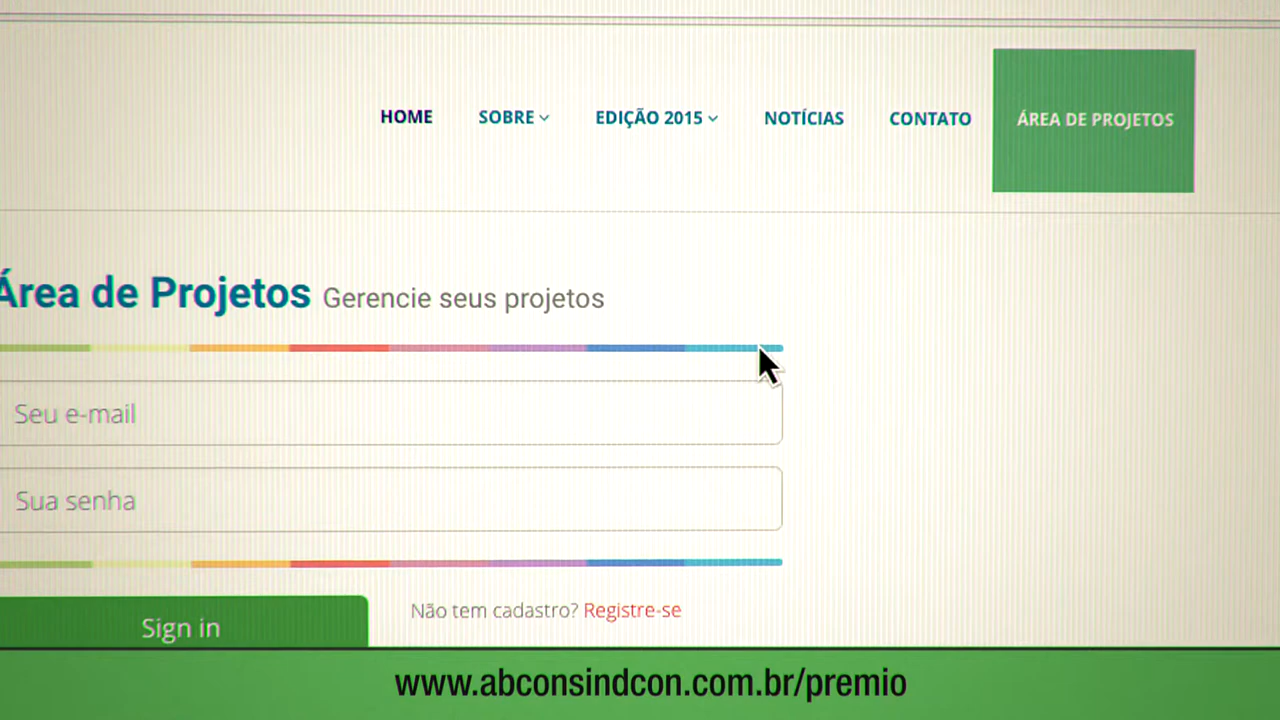 HOME SOBRE EDIÇÃO 2015 NOTÍCIAS CONTATO ÁREA DE PROJETOS
Área de Projetos Gerencie seus projetos
Seu e-mail
Sua senha
Não tem cadastro? Registre-se
Sign in
www.abconsindcon.com.br/premio